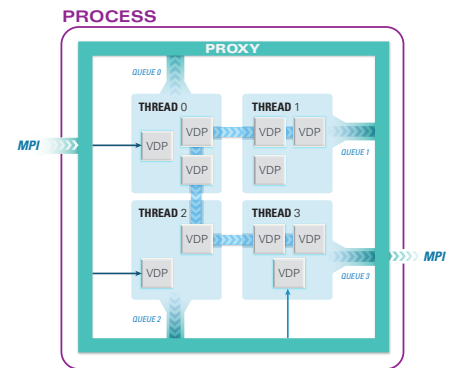 PROCESS
PROXY
QUEUE 0
THREAD 0
THREAD 1
VDP
VDP
VDP
VDP
MPI
VDP
QUEUE 1
VDP
VDP
THREAD 2
THREAD 3
VDP
VDP
VDP
MPI
VDP
VDP
QUEUE 3
QUEUE 2